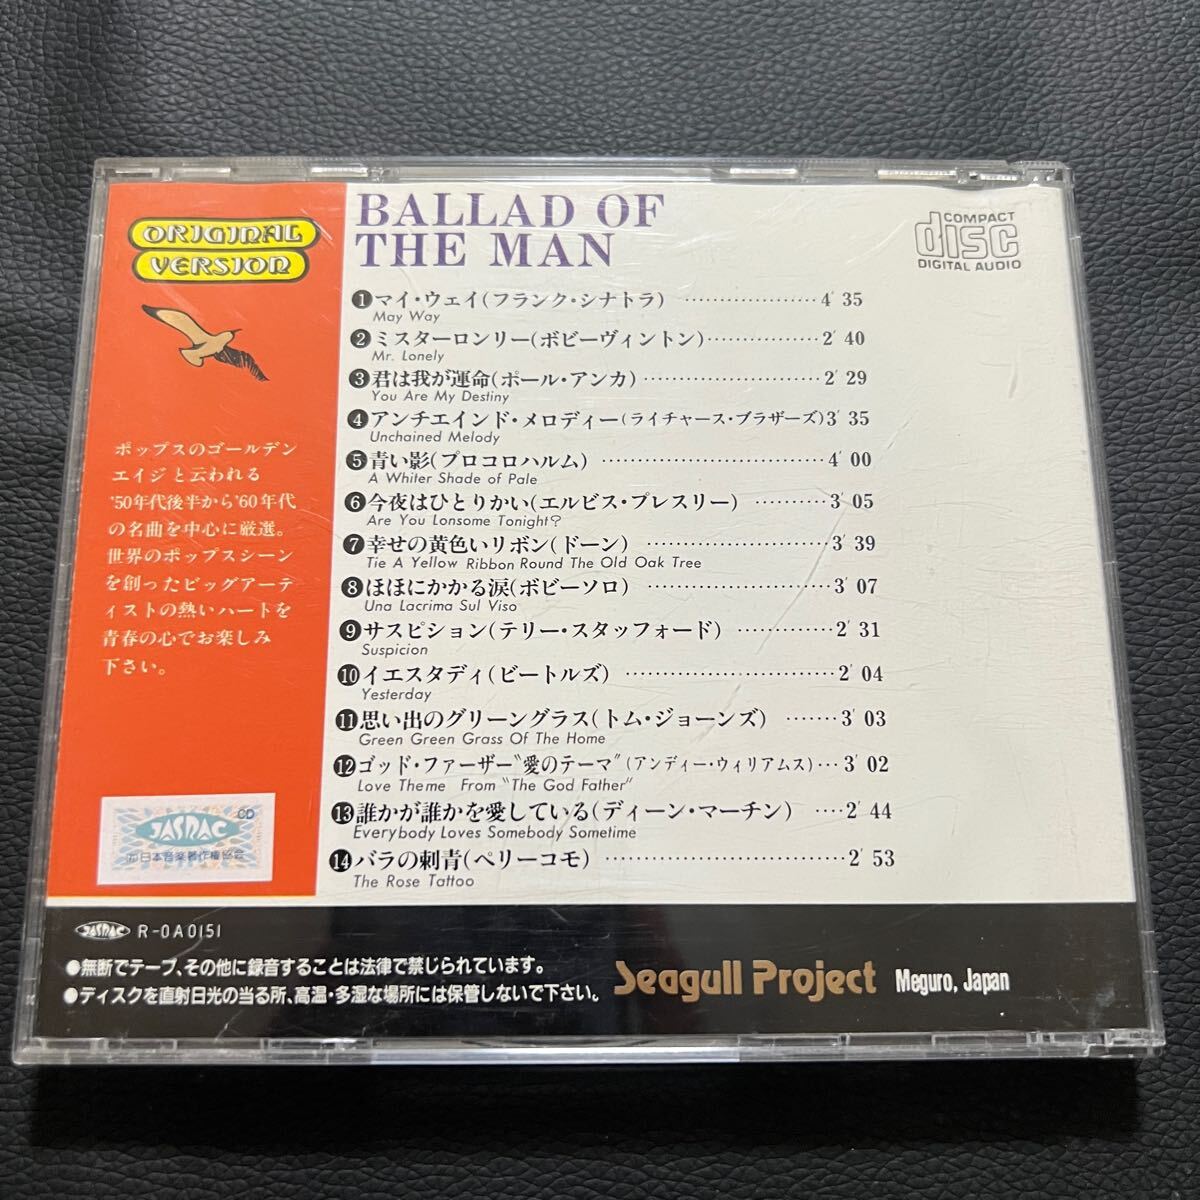 ORIGINAL
VERSION
ポップスのゴールデン
エイジと云われる
'50年代後半から'60年代
の名曲を中心に厳選。
世界のポップスシーン
を創ったビッグアーテ
ィストの熱いハートを
青春の心でお楽しみ
下さい。
BALLAD OF
THE MAN
COMPACT
disc
DIGITAL AUDIO
❶マイ・ウェイ(フランク・シナトラ) ･･･････････････････4′35
May Way
❷ミスターロンリー(ボビーヴィントン)････････････････2′40
Mr. Lonely
❸君は我が運命(ポール・アンカ) ･････････････････････････2′29
You Are My Destiny
❹アンチエインド・メロディー(ライチャース・ブラザーズ)3′35
Unchained Melody
❺青い影(プロコロハルム) ･･･････････････････････････････4′00
A Whiter Shade of Pale
❻今夜はひとりかい(エルビス・プレスリー) ･･････････3′05
Are You Lonsome Tonight?
❼幸せの黄色いリボン(ドーン) ･････････････････････････3′39
Tie A Yellow Ribbon Round The Old Oak Tree
❽ほほにかかる涙(ボビーソロ) ･････････････････････････3′07
Una Lacrima Sul Viso
❾サスピション(テリー・スタッフォード) ･････････････2′31
Suspicion
❿イエスタディ(ビートルズ) ･････････････････････････････2′04
Yesterday
⓫思い出のグリーングラス(トム・ジョーンズ) ･･･････3′03
Green Green Grass Of The Home
⓬ゴッド・ファーザー〝愛のテーマ〟(アンディー・ウィリアムス)･･･3′02
Love Theme From "The God Father"
⓭誰かが誰かを愛している(ディーン・マーチン) ････2′44
Everybody Loves Somebody Sometime
⓮バラの刺青(ペリーコモ) ･･･････････････････････････････2′53
The Rose Tattoo
CD
JASRAC
㈳日本音楽著作権協会
JASRAC R-0A0151
●無断でテープ、その他に録音することは法律で禁じられています。
●ディスクを直射日光の当る所、高温・多湿な場所には保管しないで下さい。
Seagull Project Meguro, Japan